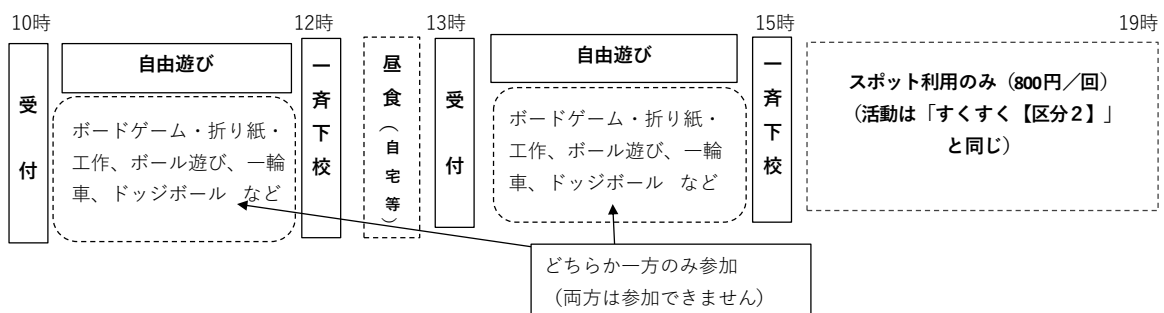 10時
12時
13時
15時
19時
受付
自由遊び
ボードゲーム・折り紙・
工作、ボール遊び、一輪
車、ドッジボール　など
一斉下校
昼食（自宅等）
受付
自由遊び
ボードゲーム・折り紙・
工作、ボール遊び、一輪
車、ドッジボール　など
一斉下校
スポット利用のみ（800円／回）
（活動は「すくすく【区分２】」
と同じ）
どちらか一方のみ参加
（両方は参加できません）